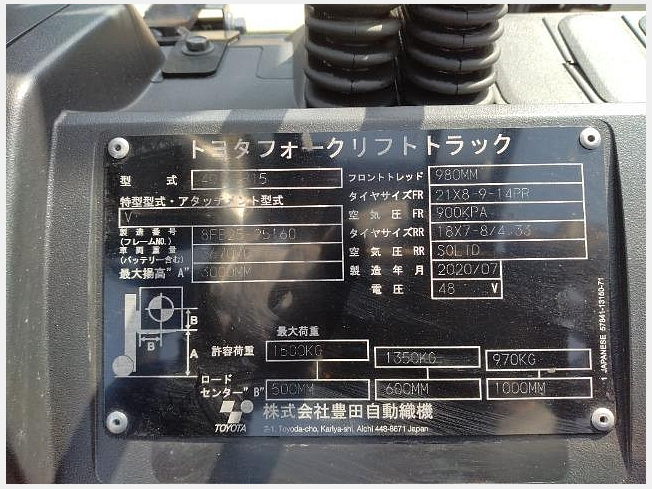 トヨタフォークリフトトラック
型 式 フロントトレッド 980MM
特型型式・アタッチメント型式 タイヤサイズFR 21X8-9-14PR
V 空気圧 FR 900KPA
製造番号 (フレームNO.) タイヤサイズRR 18X7-8/4.33
車両重量 (バッテリー含む) 空気圧 RR SOLID
最大揚高"A" 3000MM 製造年月 2020/07
電圧 48 V
B
B
A
最大荷重
許容荷重 1500KG 1350KG 970KG
ロードセンター"B" 500MM 600MM 1000MM
TOYOTA 株式会社豊田自動織機
2-1, Toyoda-cho, Kariya-shi, Aichi 448-8671 Japan
1 JAPANESE 57841-13160-71